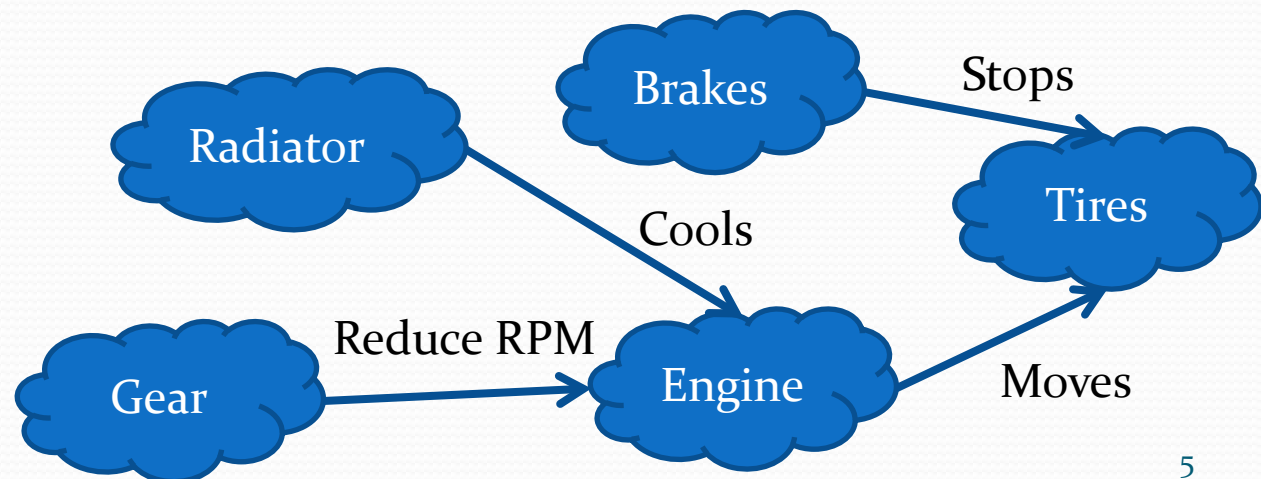 Brakes
Stops
Radiator
Tires
Cools
Reduce RPM
Gear
Engine
Moves
5